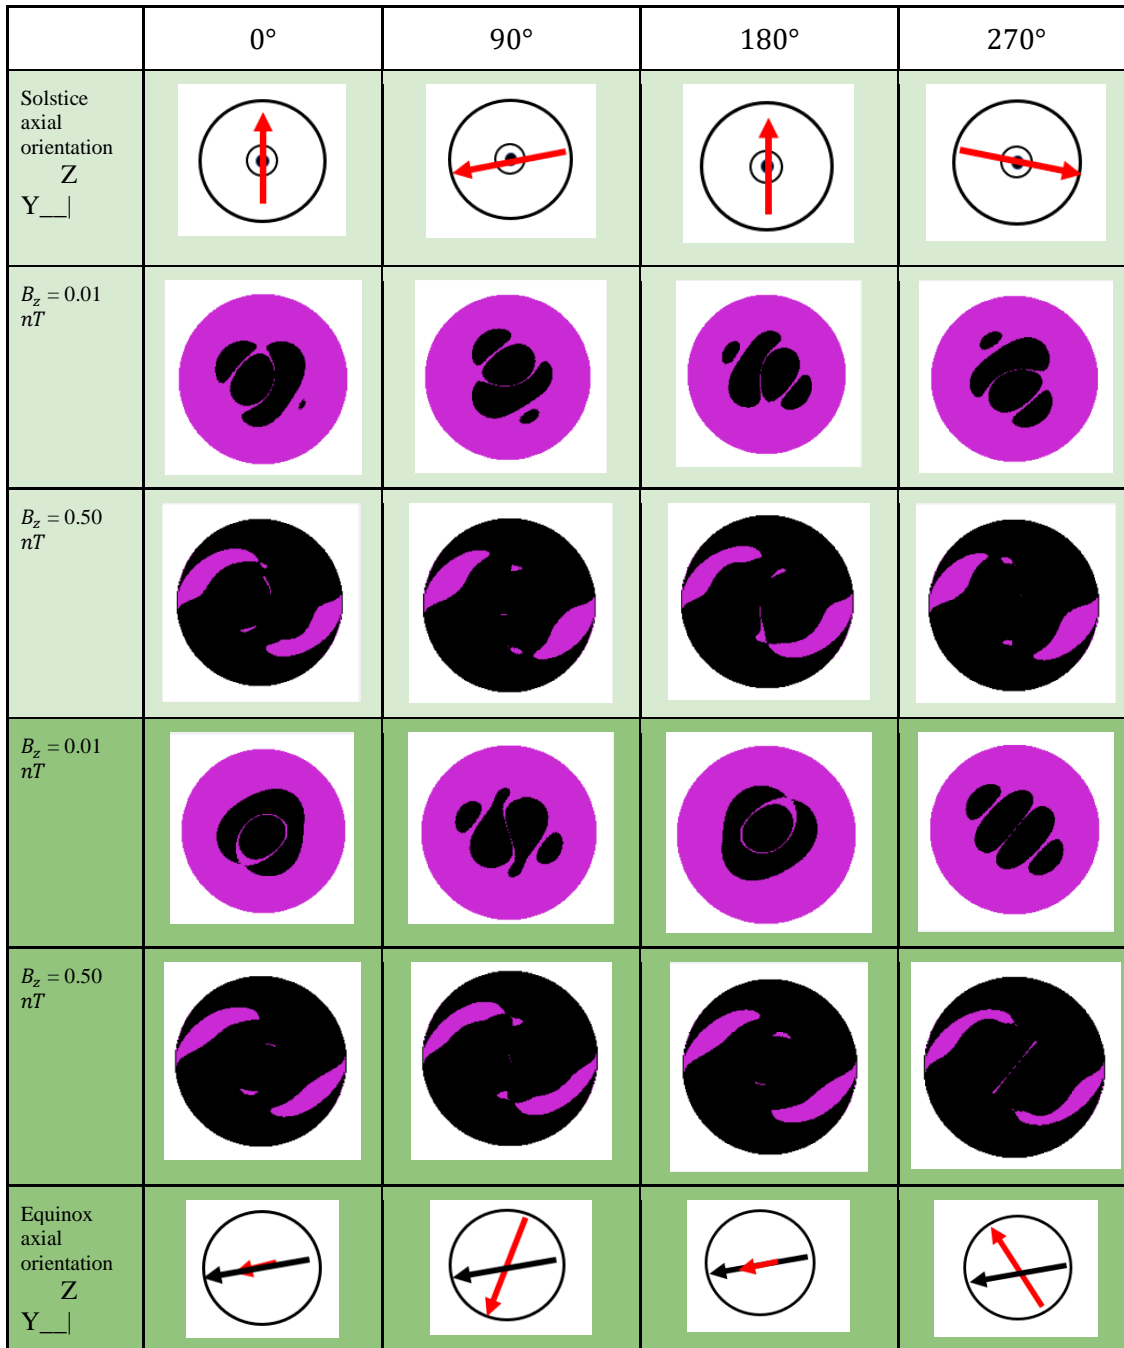 0° 90° 180° 270°
Solstice
axial
orientation
Z
Y__|
B_z = 0.01
nT
B_z = 0.50
nT
B_z = 0.01
nT
B_z = 0.50
nT
Equinox
axial
orientation
Z
Y__|